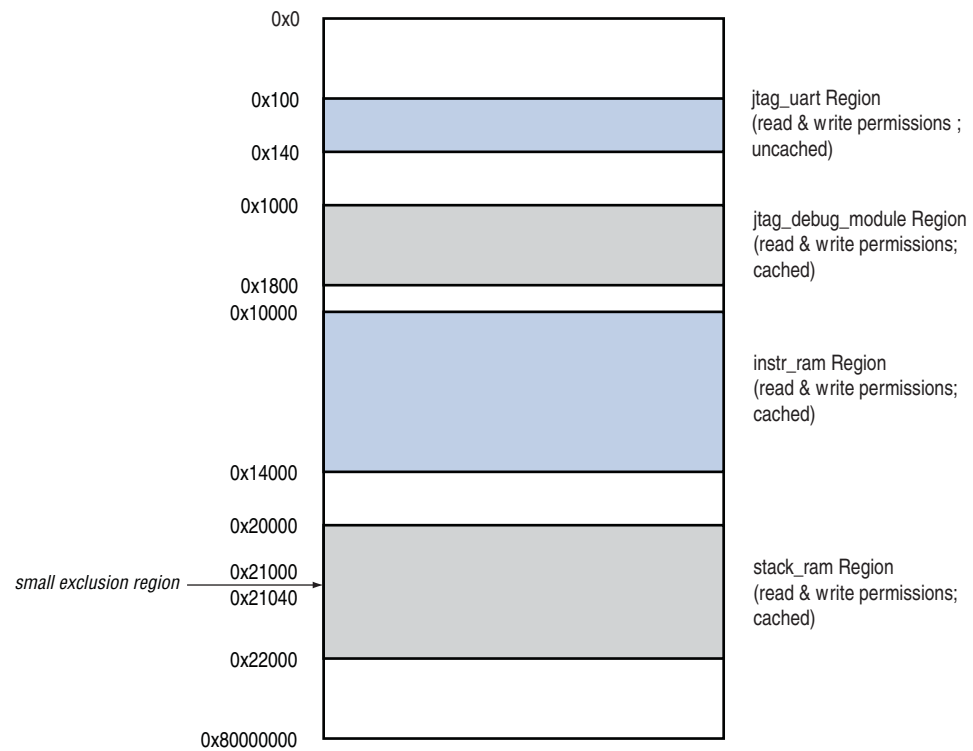 0x0
0x100
jtag_uart Region
(read & write permissions ;
uncached)
0x140
0x1000
jtag_debug_module Region
(read & write permissions;
cached)
0x1800
0x10000
instr_ram Region
(read & write permissions;
cached)
0x14000
0x20000
small exclusion region
0x21000
0x21040
stack_ram Region
(read & write permissions;
cached)
0x22000
0x80000000